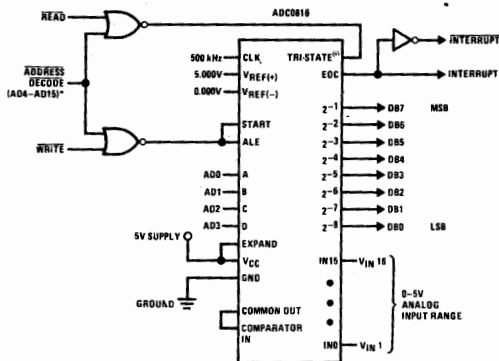 ADC0816
READ
ADDRESS
DECODE
(AD4-AD15)*
WRITE
500 kHz
5.000V
0.000V
CLK
VREF(+)
VREF(-)
START
ALE
AD0
AD1
AD2
AD3
A
B
C
D
5V SUPPLY
EXPAND
VCC
GND
GROUND
COMMON OUT
COMPARATOR
IN
TRI-STATE
EOC
INTERRUPT
INTERRUPT
2-1 DB7 MSB
2-2 DB6
2-3 DB5
2-4 DB4
2-5 DB3
2-6 DB2
2-7 DB1
2-8 DB0 LSB
IN15 VIN 16
0-5V
ANALOG
INPUT RANGE
IN0 VIN 1